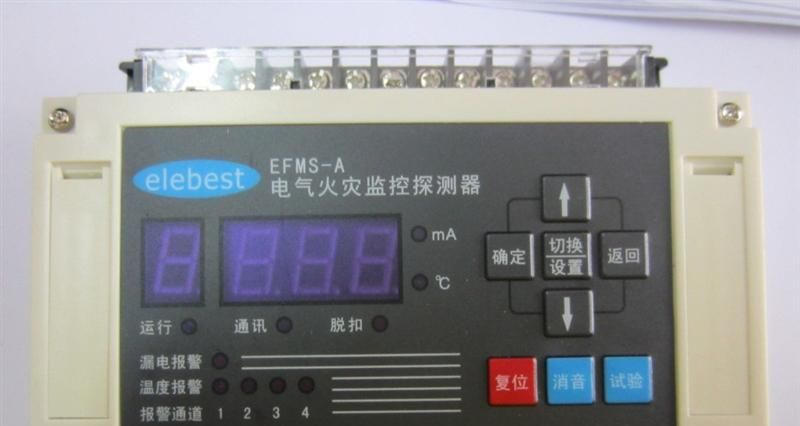 elebest
EFMS-A
电气火灾监控探测器
mA
℃
运行 通讯 脱扣
漏电报警
温度报警
报警通道 1 2 3 4
确定 切换 返回
设置
复位 消音 试验